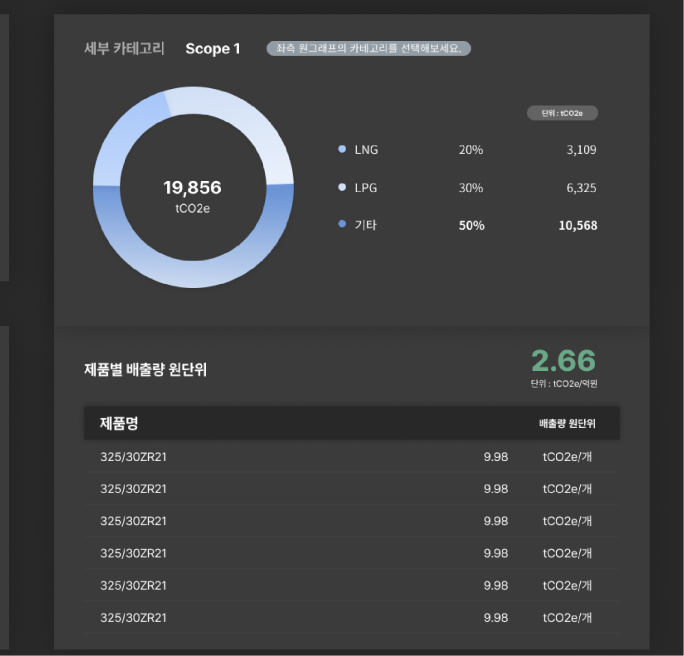 세부 카테고리 Scope 1 좌측 원그래프의 카테고리를 선택해보세요.
단위 : tCO2e
19,856
tCO2e
LNG 20% 3,109
LPG 30% 6,325
기타 50% 10,568
제품별 배출량 원단위
2.66
단위 : tCO2e/억원
제품명 배출량 원단위
325/30ZR21 9.98 tCO2e/개
325/30ZR21 9.98 tCO2e/개
325/30ZR21 9.98 tCO2e/개
325/30ZR21 9.98 tCO2e/개
325/30ZR21 9.98 tCO2e/개
325/30ZR21 9.98 tCO2e/개